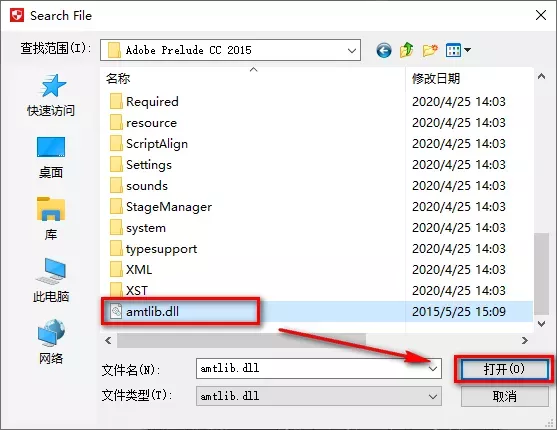 Search File
查找范围(I):
Adobe Prelude CC 2015
名称
修改日期
Required
2020/4/25 14:03
resource
2020/4/25 14:03
ScriptAlign
2020/4/25 14:03
Settings
2020/4/25 14:03
sounds
2020/4/25 14:03
StageManager
2020/4/25 14:03
system
2020/4/25 14:03
typesupport
2020/4/25 14:03
XML
2020/4/25 14:03
XST
2020/4/25 14:03
amtlib.dll
2015/5/25 15:09
快速访问
桌面
库
此电脑
网络
文件名(N):
amtlib.dll
打开(O)
文件类型(T):
amtlib.dll
取消